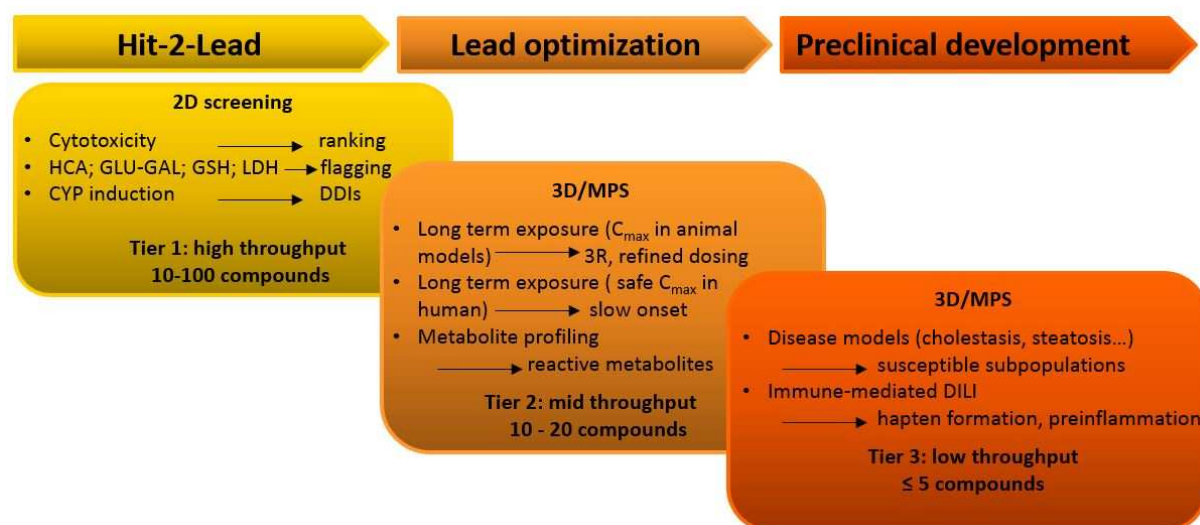 Hit-2-Lead
Lead optimization
Preclinical development
2D screening
• Cytotoxicity ⟶ ranking
• HCA; GLU-GAL; GSH; LDH ⟶ flagging
• CYP induction ⟶ DDIs
Tier 1: high throughput
10-100 compounds
3D/MPS
• Long term exposure (Cmax in animal
models) ⟶ 3R, refined dosing
• Long term exposure ( safe Cmax in
human) ⟶ slow onset
• Metabolite profiling
⟶ reactive metabolites
Tier 2: mid throughput
10 - 20 compounds
3D/MPS
• Disease models (cholestasis, steatosis...)
⟶ susceptible subpopulations
• Immune-mediated DILI
⟶ hapten formation, preinflammation
Tier 3: low throughput
≤ 5 compounds